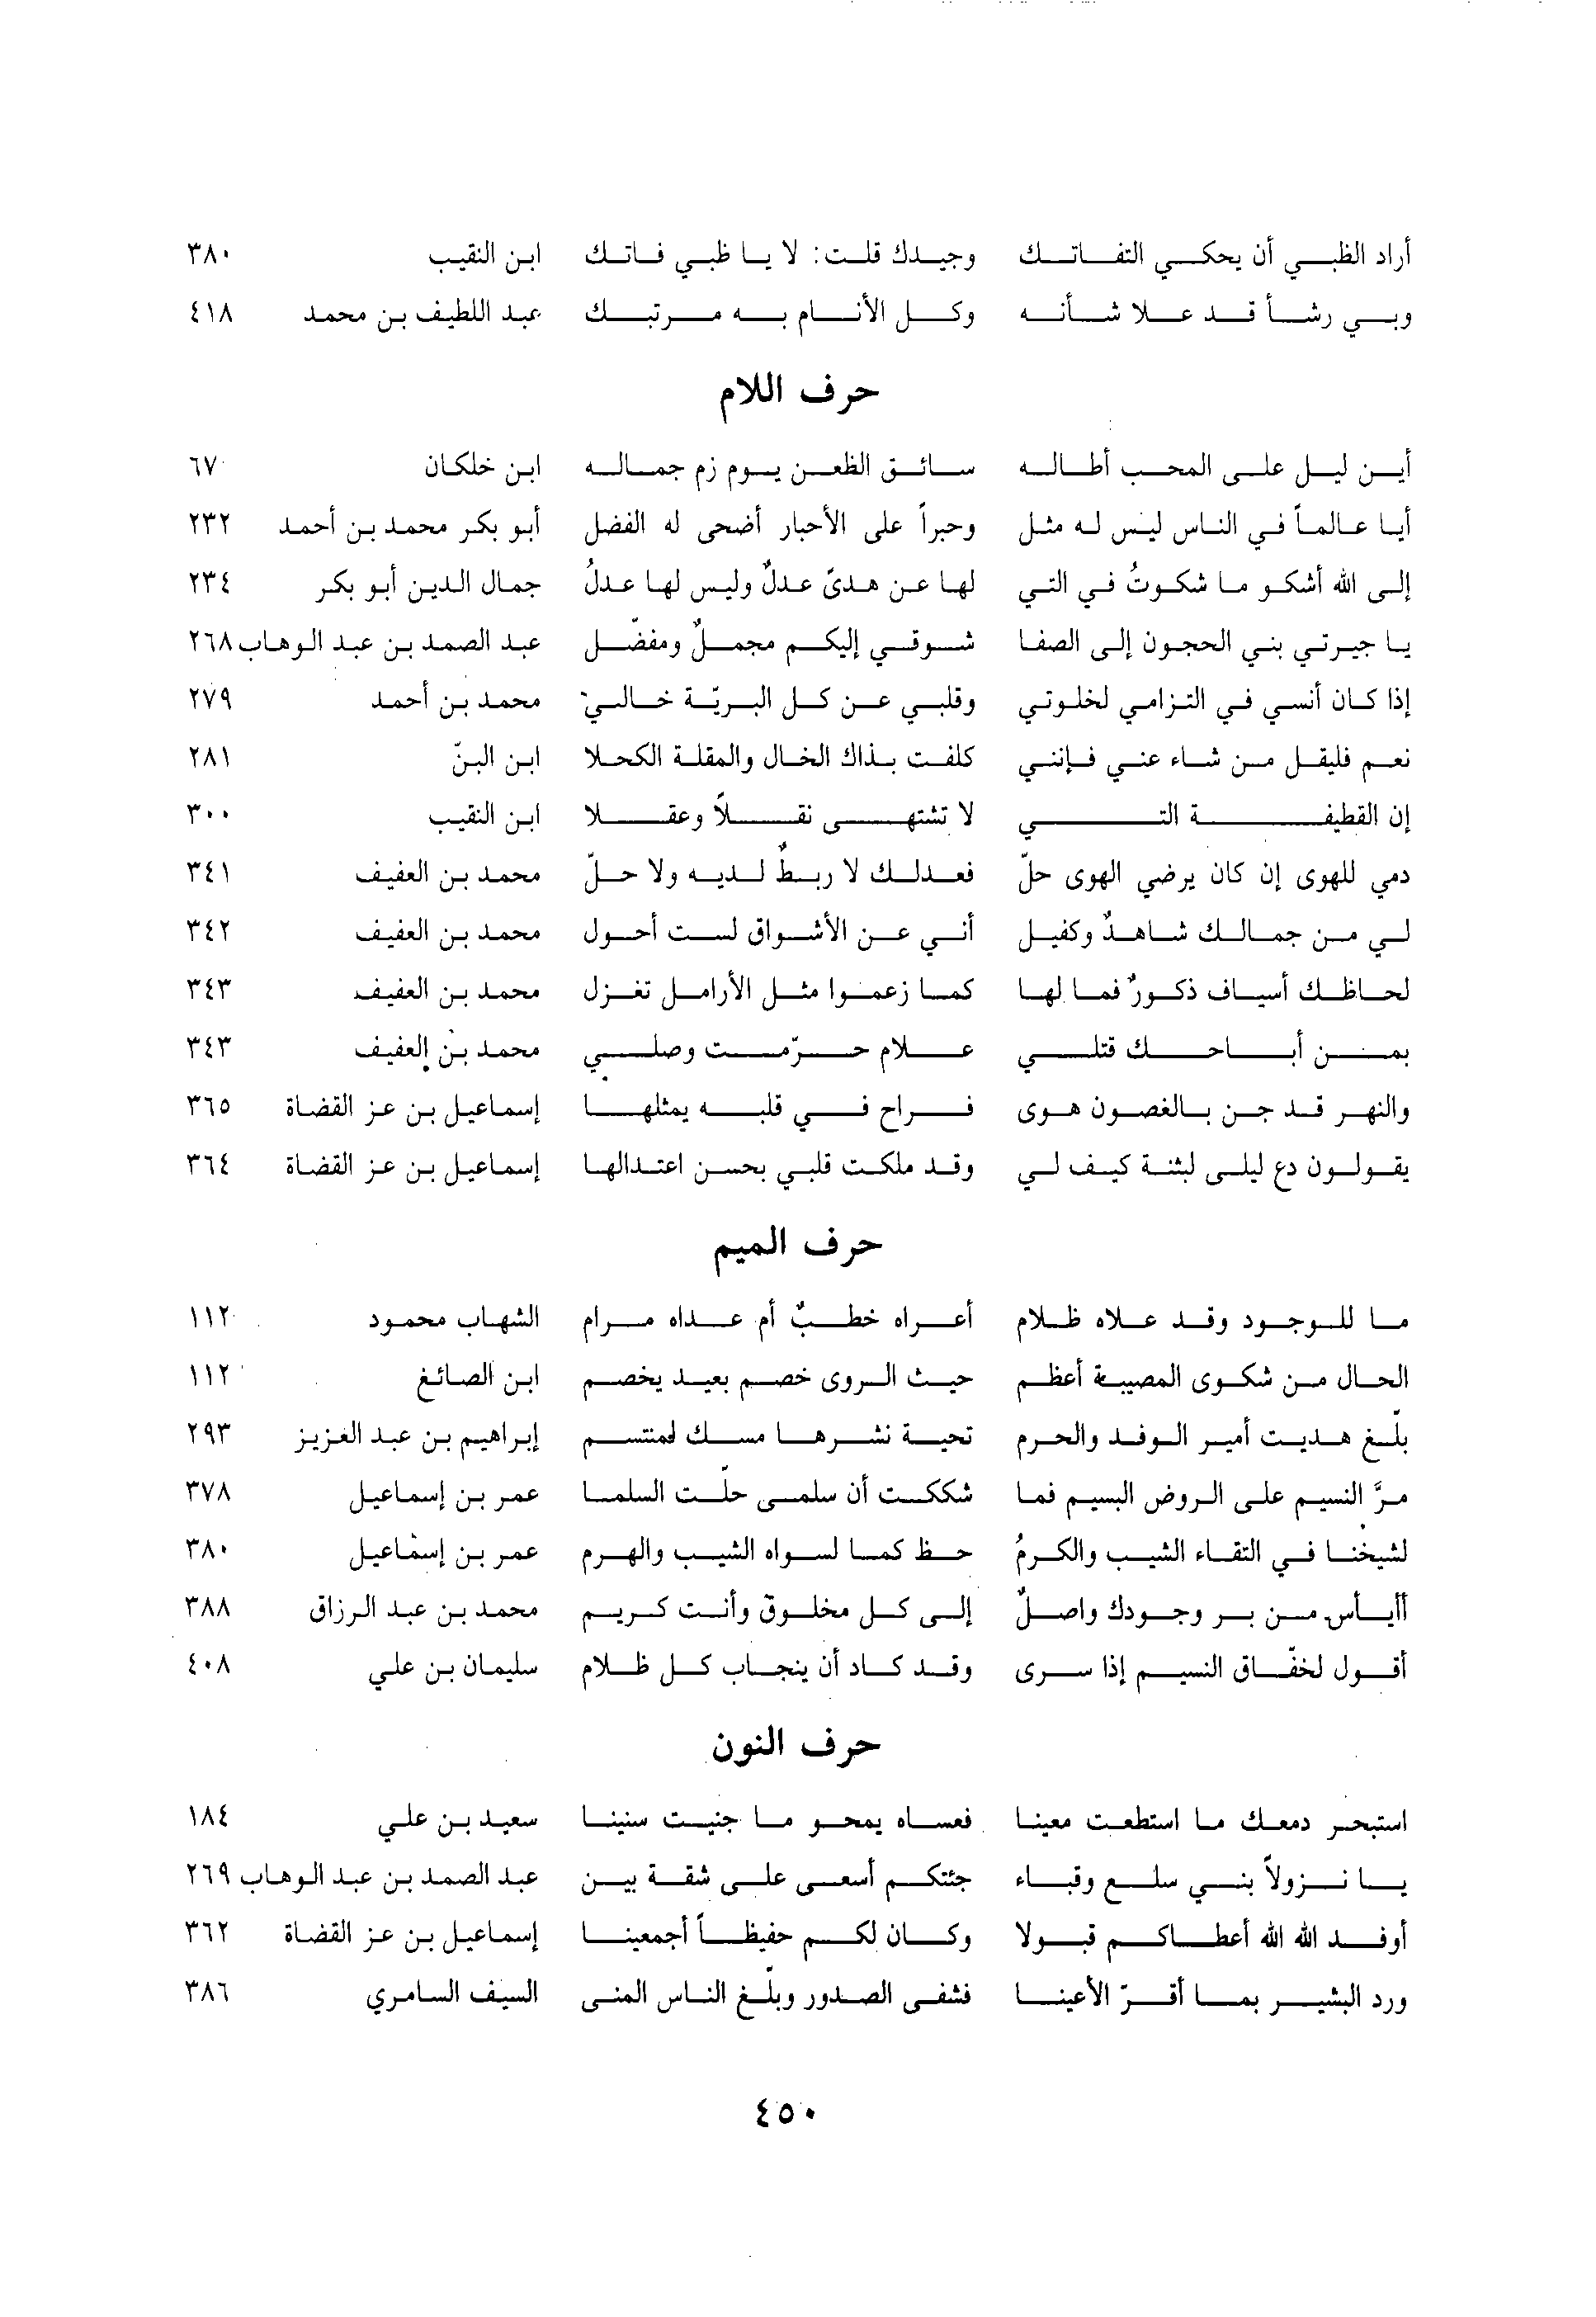 أراد الظبي أن يحكي التفاتك وجيدك قلت: لا يا ظبي فاتك ابن النقيب ٣٨٠
وبي رشأ قد علا شأنه وكل الأنام به مرتبك عبد اللطيف بن محمد ٤١٨
حرف اللام
أين ليل على المحب أطاله سائق الظعن يوم زم جماله ابن خلكان ٦٧
أيا عالماً في الناس ليس له مثل وحبراً على الأحبار أضحى له الفضل أبو بكر محمد بن أحمد ٢٣٢
إلى الله أشكو ما شكوتُ في التي لها عن هدىً عدلٌ وليس لها عدلُ جمال الدين أبو بكر ٢٣٤
يا جيرتي بني الحجون إلى الصفا شوقي إليكم مجملٌ ومفضّل عبد الصمد بن عبد الوهاب ٢٦٨
إذا كان أنسي في التزامي لخلوتي وقلبي عن كل البريّة خالي محمد بن أحمد ٢٧٩
نعم فليقل من شاء عني فإنني كلفت بذاك الخال والمقلة الكحلا ابن البنّ ٢٨١
إن القطيفة التي لا تشتهى نقلاً وعقلا ابن النقيب ٣٠٠
دمي للهوى إن كان يرضي الهوى حلّ فعدلك لا ربطٌ لديه ولا حلّ محمد بن العفيف ٣٤١
لي من جمالك شاهدٌ وكفيل أني عن الأشواق لست أحول محمد بن العفيف ٣٤٢
لحاظك أسياف ذكورٌ فما لها كما زعموا مثل الأرامل تغزل محمد بن العفيف ٣٤٣
بمن أباحك قتلي علام حرّمت وصلي محمد بن العفيف ٣٤٣
والنهر قد جن بالغصون هوى فراح في قلبه يمثلها إسماعيل بن عز القضاة ٣٦٥
يقولون دع ليلى لبثنة كيف لي وقد ملكت قلبي بحسن اعتدالها إسماعيل بن عز القضاة ٣٦٤
حرف الميم
ما للوجود وقد علاه ظلام أعراه خطبٌ أم عداه مرام الشهاب محمود ١١٢
الحال من شكوى المصيبة أعظم حيث الروى خصم بعيد يخصم ابن الصائغ ١١٢
بلّغ هديت أمير الوفد والحرم تحية نشرها مسك لمنتسم إبراهيم بن عبد العزيز ٢٩٣
مرَّ النسيم على الروض البسيم فما شككت أن سلمى حلّت السلما عمر بن إسماعيل ٣٧٨
لشيخنا في التقاء الشيب والكرمُ حظ كما لسواه الشيب والهرم عمر بن إسماعيل ٣٨٠
أأيأس من بر وجودك واصلٌ إلى كل مخلوق وأنت كريم محمد بن عبد الرزاق ٣٨٨
أقول لخفّاق النسيم إذا سرى وقد كاد أن ينجاب كل ظلام سليمان بن علي ٤٠٨
حرف النون
استبحر دمعك ما استطعت معينا فعساه يمحو ما جنيت سنينا سعيد بن علي ١٨٤
يا نزولاً بني سلع وقباء جئتكم أسعى على شقة بين عبد الصمد بن عبد الوهاب ٢٦٩
أوفد الله الله أعطاكم قبولا وكان لكم حفيظاً أجمعينا إسماعيل بن عز القضاة ٣٦٢
ورد البشير بما أقرّ الأعينا فشفى الصدور وبلّغ الناس المنى السيف السامري ٣٨٦
٤٥٠